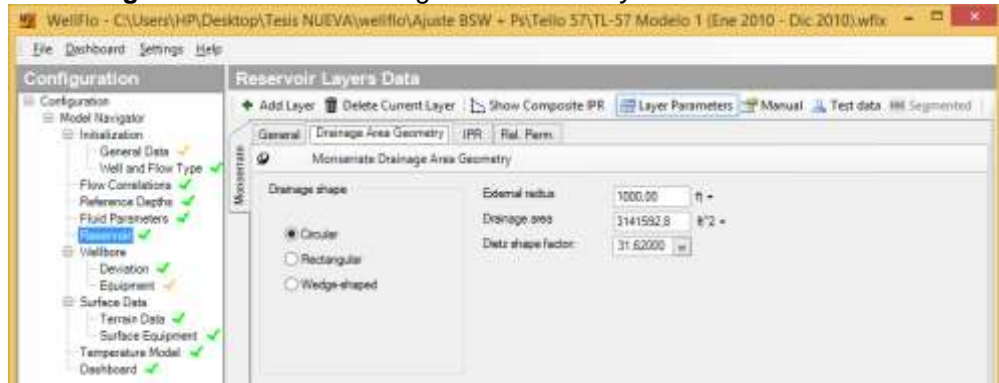 WellFlo - C:\Users\HP\Desktop\Tesis NUEVA\wellflo\Ajuste BSW + Ps\Tello 57\TL-57 Modelo 1 (Ene 2010 - Dic 2010).wflx
File Dashboard Settings Help
Configuration
Reservoir Layers Data
Configuration
Model Navigator
Initialization
General Data
Well and Flow Type
Flow Correlations
Reference Depths
Fluid Parameters
Reservoir
Wellbore
Deviation
Equipment
Surface Data
Terrain Data
Surface Equipment
Temperature Model
Dashboard
Add Layer Delete Current Layer Show Composite IPR Layer Parameters Manual Test data Segmented
General Drainage Area Geometry IPR Rel. Perm.
Monserrate
Monserrate Drainage Area Geometry
Drainage shape
Circular
Rectangular
Wedge-shaped
External radius 1000,00 ft
Drainage area 3141592,8 ft^2
Dietz shape factor: 31,62000